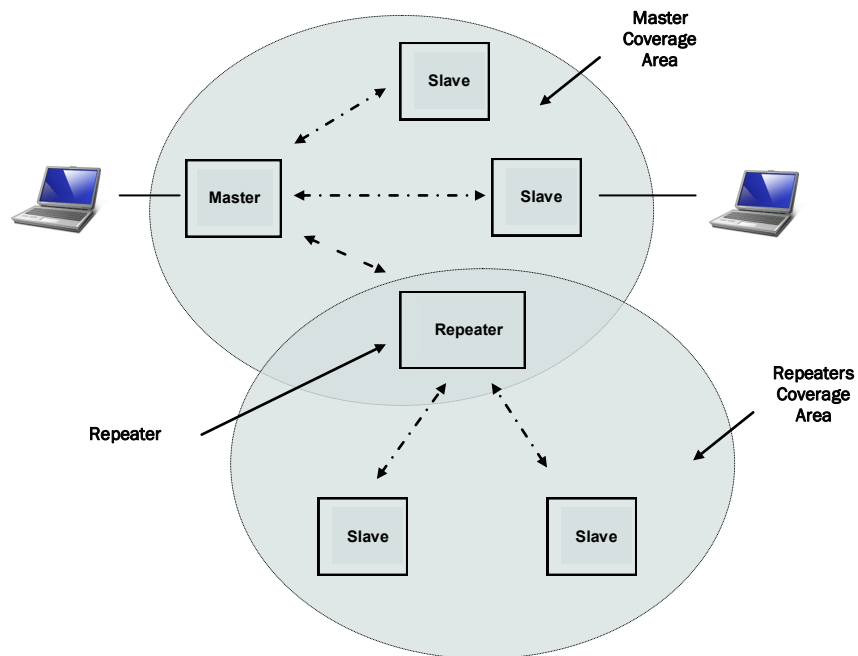 Master
Coverage
Area
Slave
Master
Slave
Repeater
Repeaters
Coverage
Area
Repeater
Slave
Slave